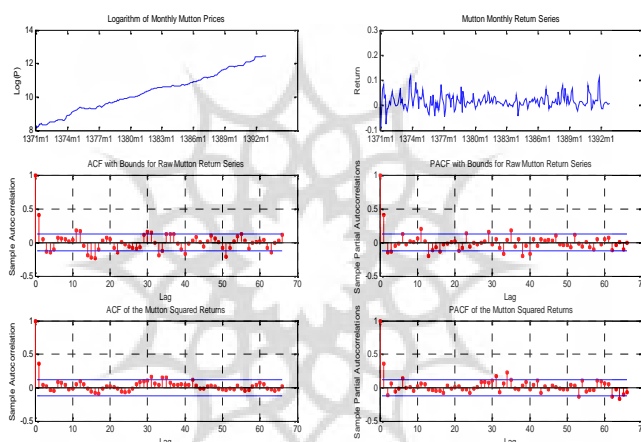 Logarithm of Monthly Mutton Prices
Log(P)
14
12
10
8
1371m1 1374m1 1377m1 1380m1 1383m1 1386m1 1389m1 1392m1
Mutton Monthly Return Series
Return
0.3
0.2
0.1
0
-0.1
1371m1 1374m1 1377m1 1380m1 1383m1 1386m1 1389m1 1392m1
ACF with Bounds for Raw Mutton Return Series
Sample Autocorrelation
1
0.5
0
-0.5
0 10 20 30 40 50 60 70
Lag
PACF with Bounds for Raw Mutton Return Series
Sample Partial Autocorrelations
1
0.5
0
-0.5
0 10 20 30 40 50 60 70
Lag
ACF of the Mutton Squared Returns
Sample Autocorrelation
1
0.5
0
-0.5
0 10 20 30 40 50 60 70
Lag
PACF of the Mutton Squared Returns
Sample Partial Autocorrelations
1
0.5
0
-0.5
0 10 20 30 40 50 60 7
Lag